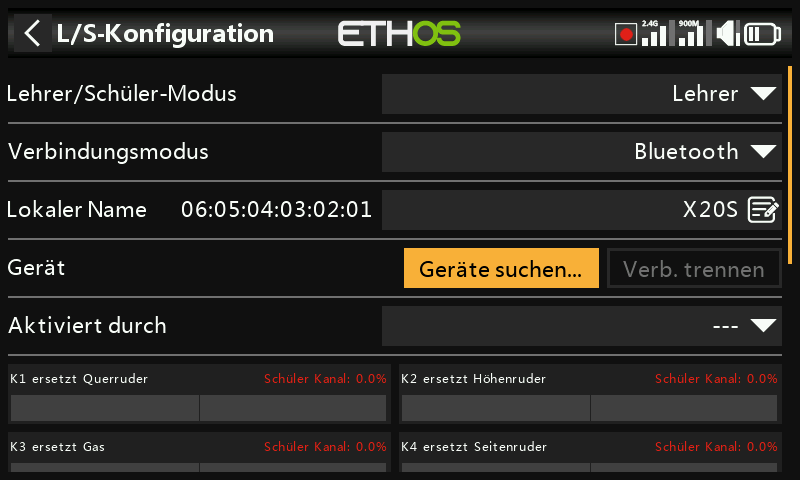 L/S-Konfiguration
ETHOS
2.4G
900M
Lehrer/Schüler-Modus
Lehrer
Verbindungsmodus
Bluetooth
Lokaler Name
06:05:04:03:02:01
X20S
Gerät
Geräte suchen...
Verb. trennen
Aktiviert durch
---
K1 ersetzt Querruder
Schüler Kanal: 0.0%
K2 ersetzt Höhenruder
Schüler Kanal: 0.0%
K3 ersetzt Gas
Schüler Kanal: 0.0%
K4 ersetzt Seitenruder
Schüler Kanal: 0.0%